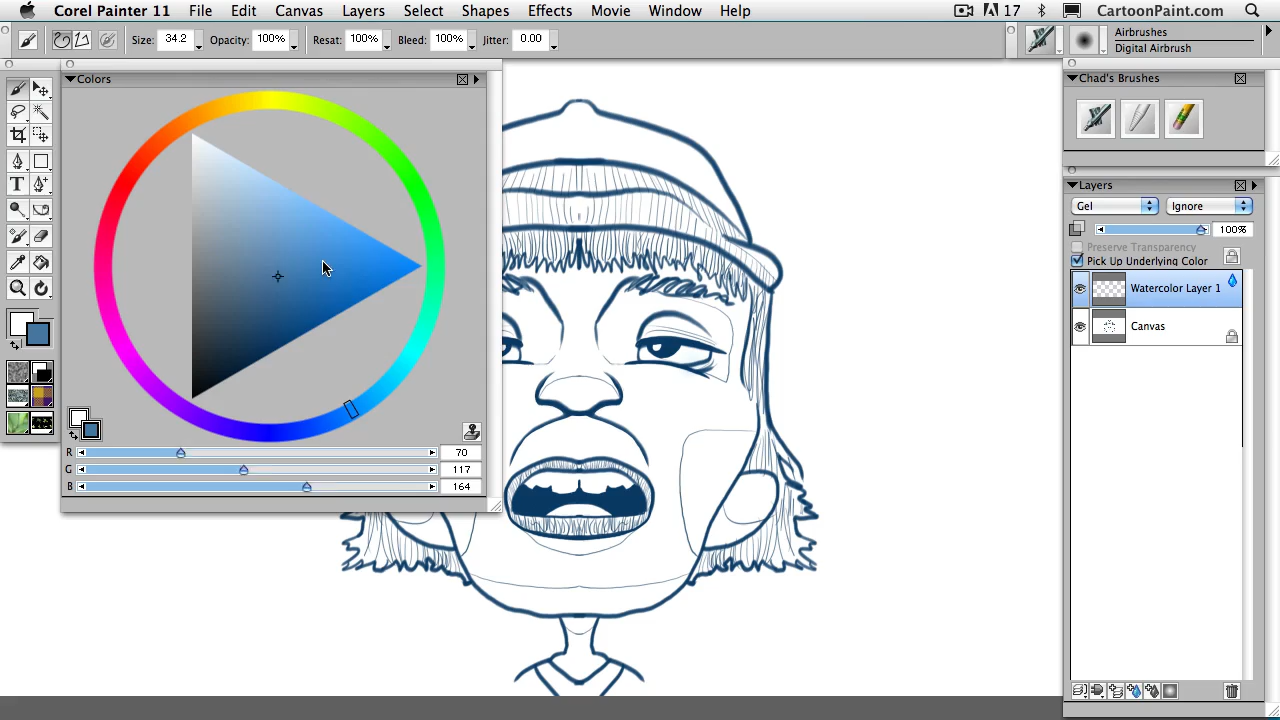 Corel Painter 11 File Edit Canvas Layers Select Shapes Effects Movie Window Help 17 CartoonPaint.com
Size: 34.2 Opacity: 100% Resat: 100% Bleed: 100% Jitter: 0.00
Airbrushes
Digital Airbrush
Colors
R 70
G 117
B 164
T
Chad's Brushes
Layers
Gel Ignore
100%
Preserve Transparency
Pick Up Underlying Color
Watercolor Layer 1
Canvas